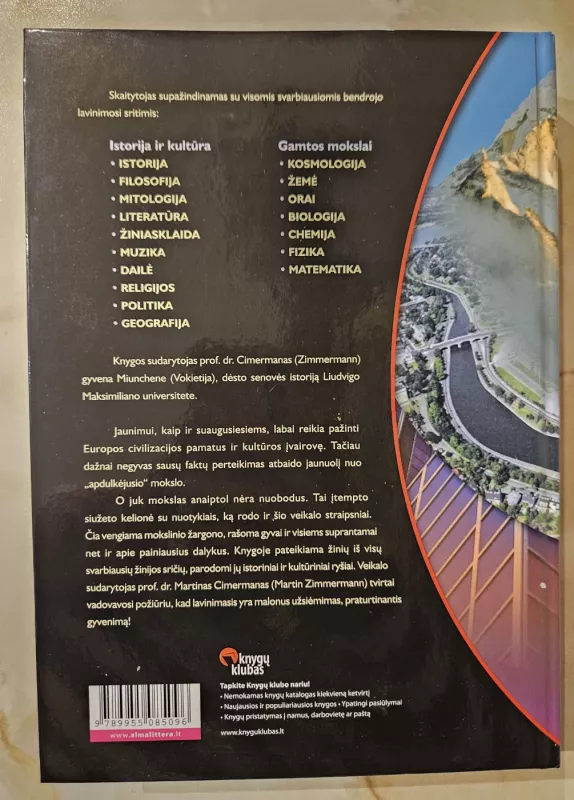 Skaitytojas supažindinamas su visomis svarbiausiomis bendrojo
lavinimosi sritimis:
Istorija ir kultūra
• ISTORIJA
• FILOSOFIJA
• MITOLOGIJA
• LITERATŪRA
• ŽINIASKLAIDA
• MUZIKA
• DAILĖ
• RELIGIJOS
• POLITIKA
• GEOGRAFIJA
Gamtos mokslai
• KOSMOLOGIJA
• ŽEMĖ
• ORAI
• BIOLOGIJA
• CHEMIJA
• FIZIKA
• MATEMATIKA
Knygos sudarytojas prof. dr. Cimermanas (Zimmermann)
gyvena Miunchene (Vokietija), dėsto senovės istoriją Liudvigo
Maksimiliano universitete.
Jaunimui, kaip ir suaugusiesiems, labai reikia pažinti
Europos civilizacijos pamatus ir kultūros įvairovę. Tačiau
dažnai negyvas sausų faktų perteikimas atbaido jaunuolį nuo
„apdulkėjusio" mokslo.
O juk mokslas anaiptol nėra nuobodus. Tai įtempto
siužeto kelionė su nuotykiais, ką rodo ir šio veikalo straipsniai.
Čia vengiama mokslinio žargono, rašoma gyvai ir visiems suprantamai
net ir apie painiausius dalykus. Knygoje pateikiama žinių iš visų
svarbiausių žinijos sričių, parodomi jų istoriniai ir kultūriniai ryšiai. Veikalo
sudarytojas prof. dr. Martinas Cimermanas (Martin Zimmermann) tvirtai
vadovavosi požiūriu, kad lavinimasis yra malonus užsiėmimas, praturtinantis
gyvenimą!
knygų
klubas
Tapkite Knygų klubo nariu!
• Nemokamas knygų katalogas kiekvieną ketvirtį
• Naujausios ir populiariausios knygos • Ypatingi pasiūlymai
• Knygų pristatymas į namus, darbovietę ar paštą
www.knyguklubas.lt
9 789955 085096
www.almalittera.lt